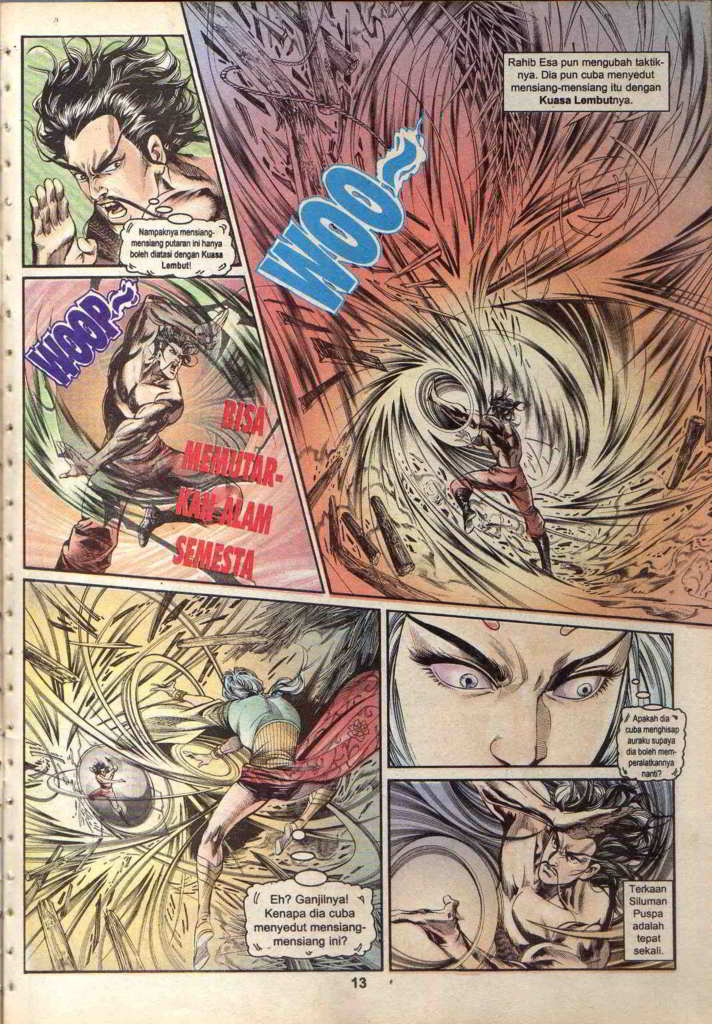 Nampaknya mensiang-
mensiang putaran ini hanya
boleh diatasi dengan Kuasa
Lembut!
Rahib Esa pun mengubah taktik-
nya. Dia pun cuba menyedut
mensiang-mensiang itu dengan
Kuasa Lembutnya.
WOO~
WOOP~
BISA
MEMUTAR-
KAN ALAM
SEMESTA
Eh? Ganjilnya!
Kenapa dia cuba
menyedut mensiang-
mensiang ini?
Apakah dia
cuba menghisap
auraku supaya
dia boleh mem-
peralatkannya
nanti?
Terkaan
Siluman
Puspa
adalah
tepat
sekali.
13